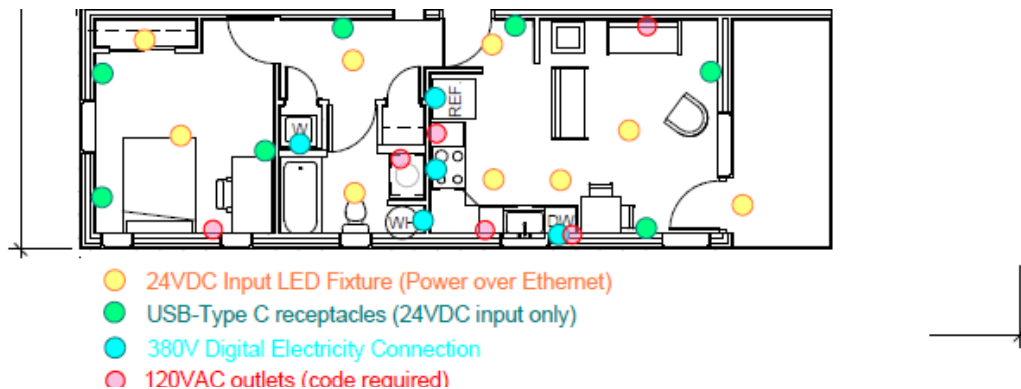 REF.
W
WH
DW
24VDC Input LED Fixture (Power over Ethernet)
USB-Type C receptacles (24VDC input only)
380V Digital Electricity Connection
120VAC outlets (code required)